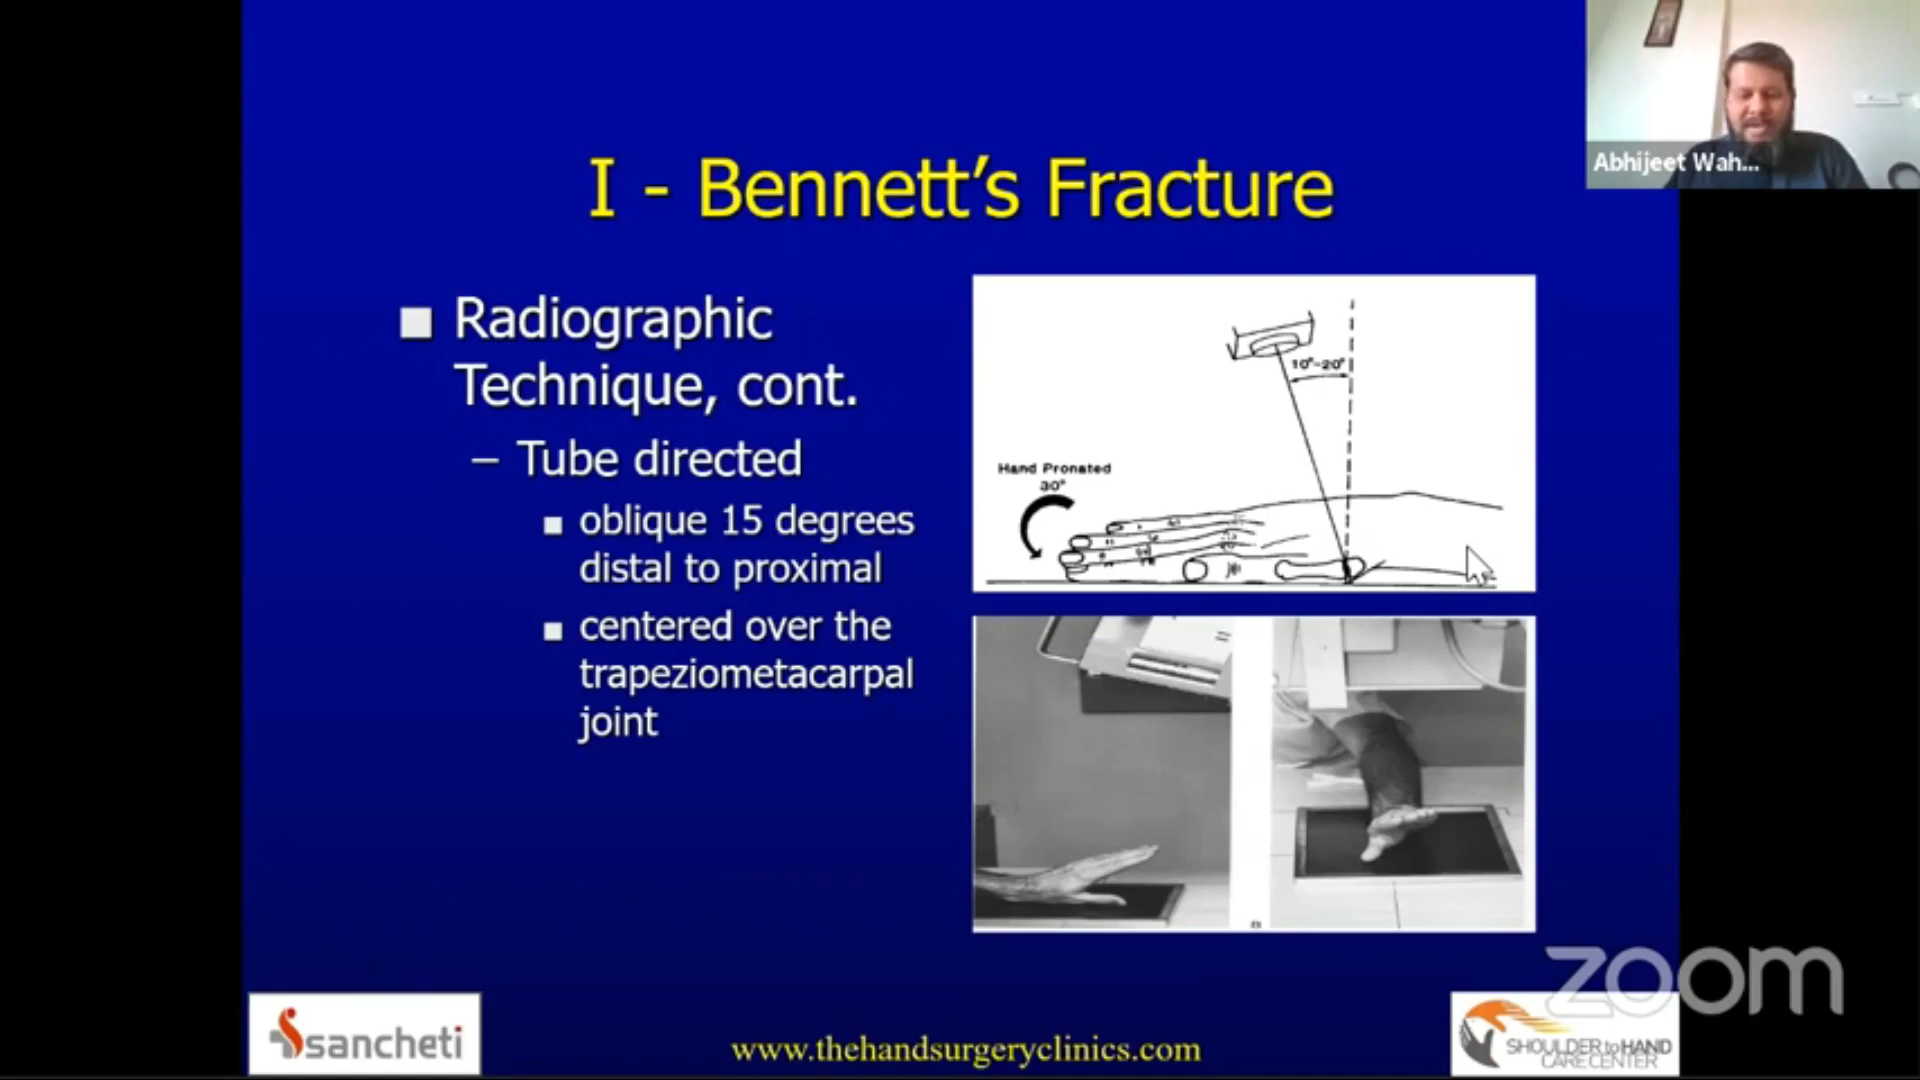 Abhijeet Wah...
I - Bennett's Fracture
Radiographic
Technique, cont.
– Tube directed
oblique 15 degrees
distal to proximal
centered over the
trapeziometacarpal
joint
10°-20°
Hand Pronated
30°
zoom
sancheti
www.thehandsurgeryclinics.com
SHOULDER to HAND
CARE CENTER